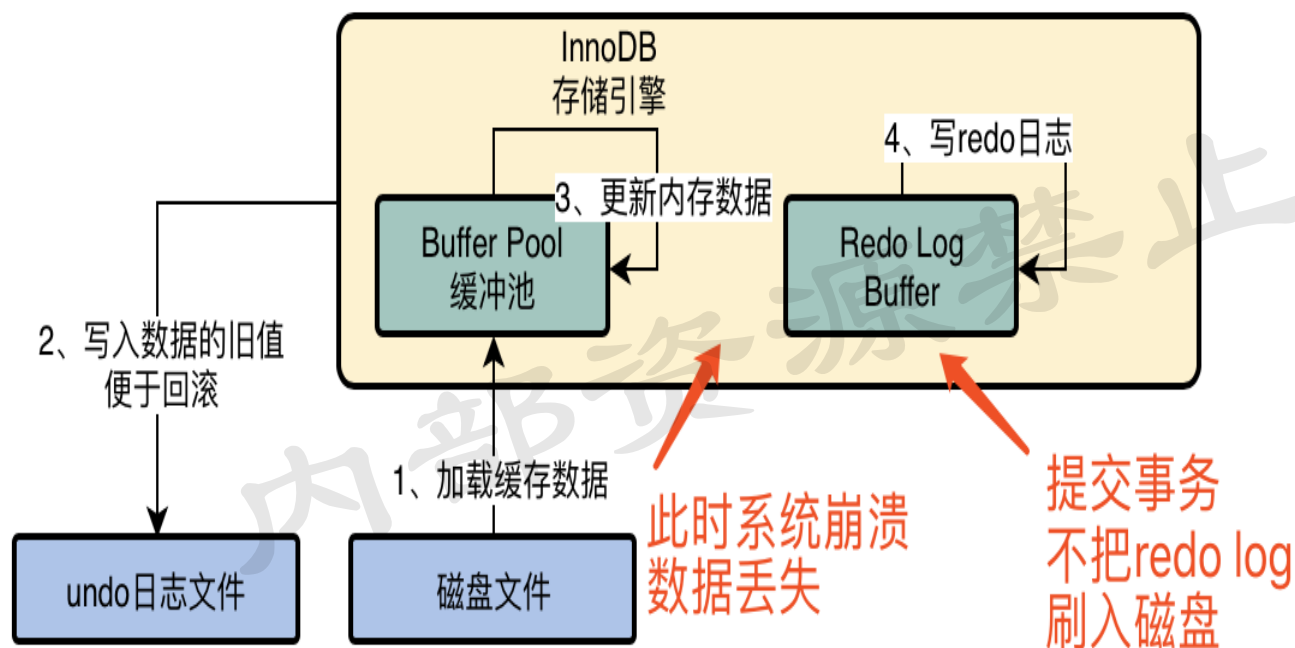 InnoDB
存储引擎
4、写redo日志
3、更新内存数据
Buffer Pool
缓冲池
Redo Log
Buffer
2、写入数据的旧值
便于回滚
1、加载缓存数据
此时系统崩溃
数据丢失
提交事务
不把redo log
刷入磁盘
undo日志文件
磁盘文件
内部资源禁止